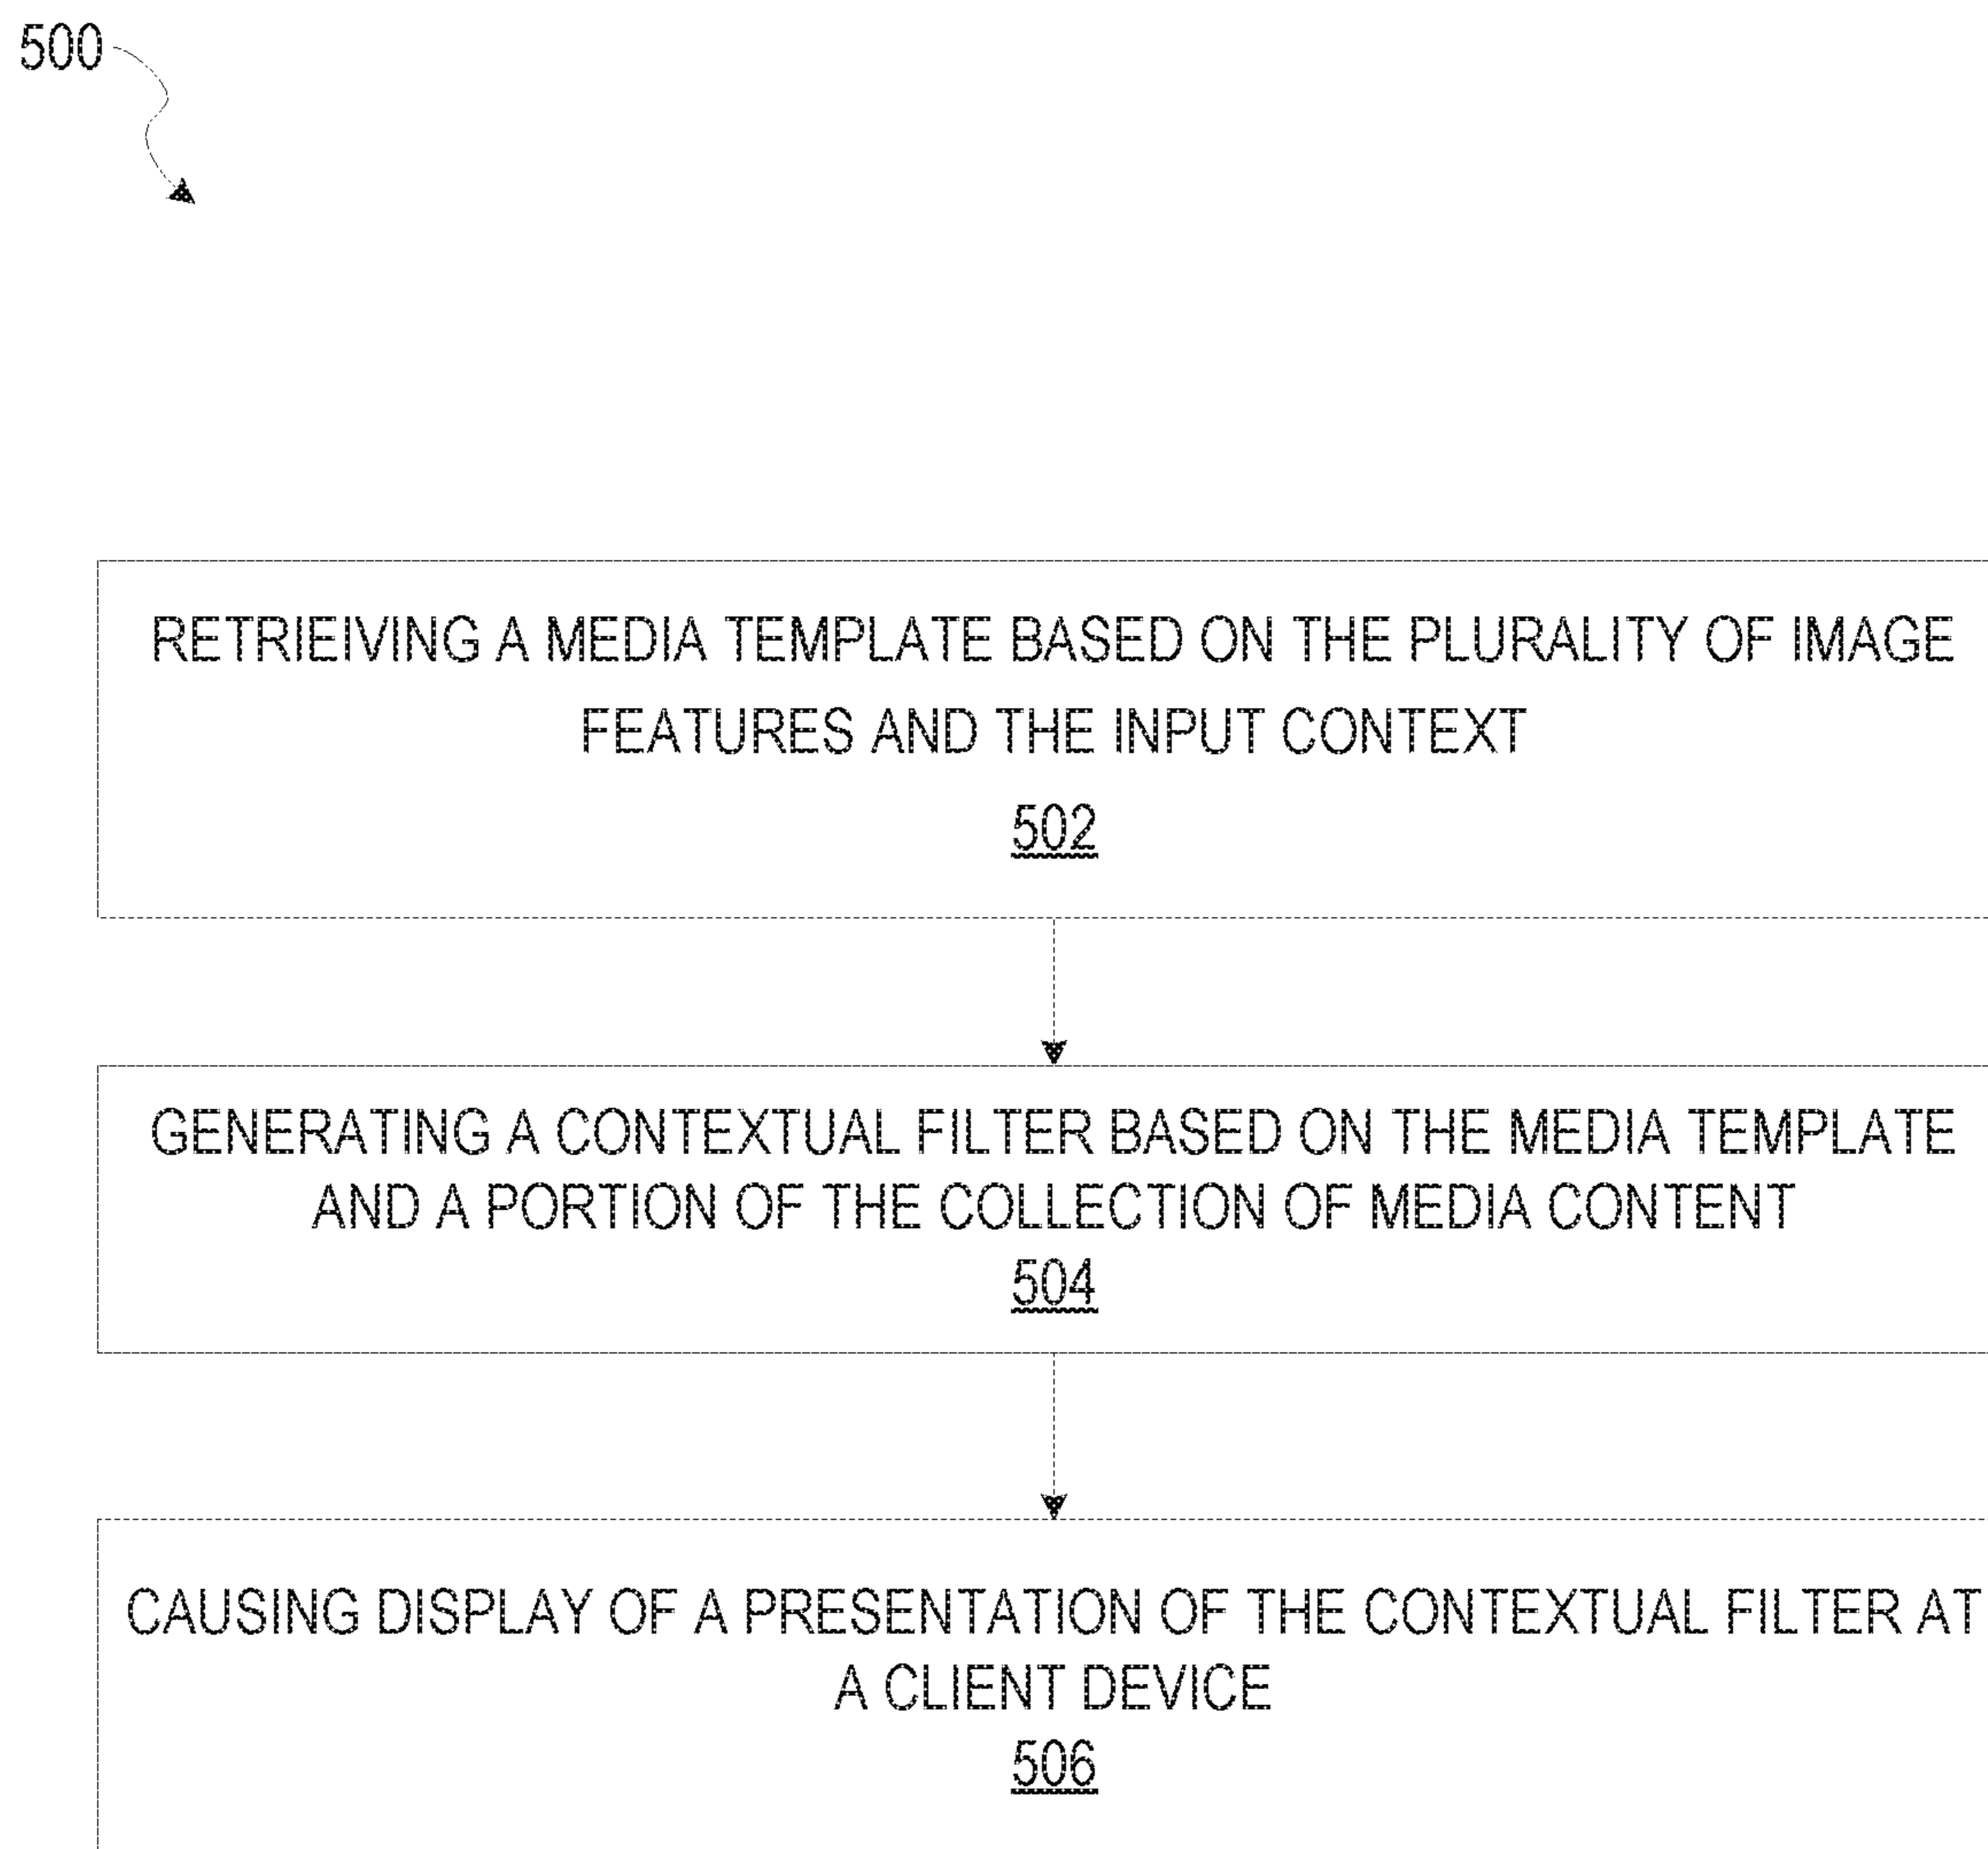 500
RETRIEIVING A MEDIA TEMPLATE BASED ON THE PLURALITY OF IMAGE
FEATURES AND THE INPUT CONTEXT
502
GENERATING A CONTEXTUAL FILTER BASED ON THE MEDIA TEMPLATE
AND A PORTION OF THE COLLECTION OF MEDIA CONTENT
504
CAUSING DISPLAY OF A PRESENTATION OF THE CONTEXTUAL FILTER AT
A CLIENT DEVICE
506